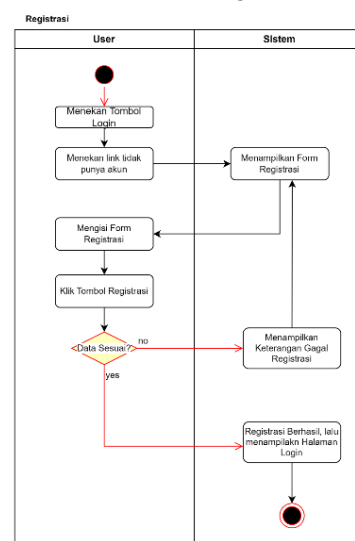 Registrasi
User
Sistem
Menekan Tombol
Login
Menekan link tidak
punya akun
Menampilkan Form
Registrasi
Mengisi Form
Registrasi
Klik Tombol Registrasi
Data Sesuai?
no
yes
Menampilkan
Keterangan Gagal
Registrasi
Registrasi Berhasil, lalu
menampilakn Halaman
Login